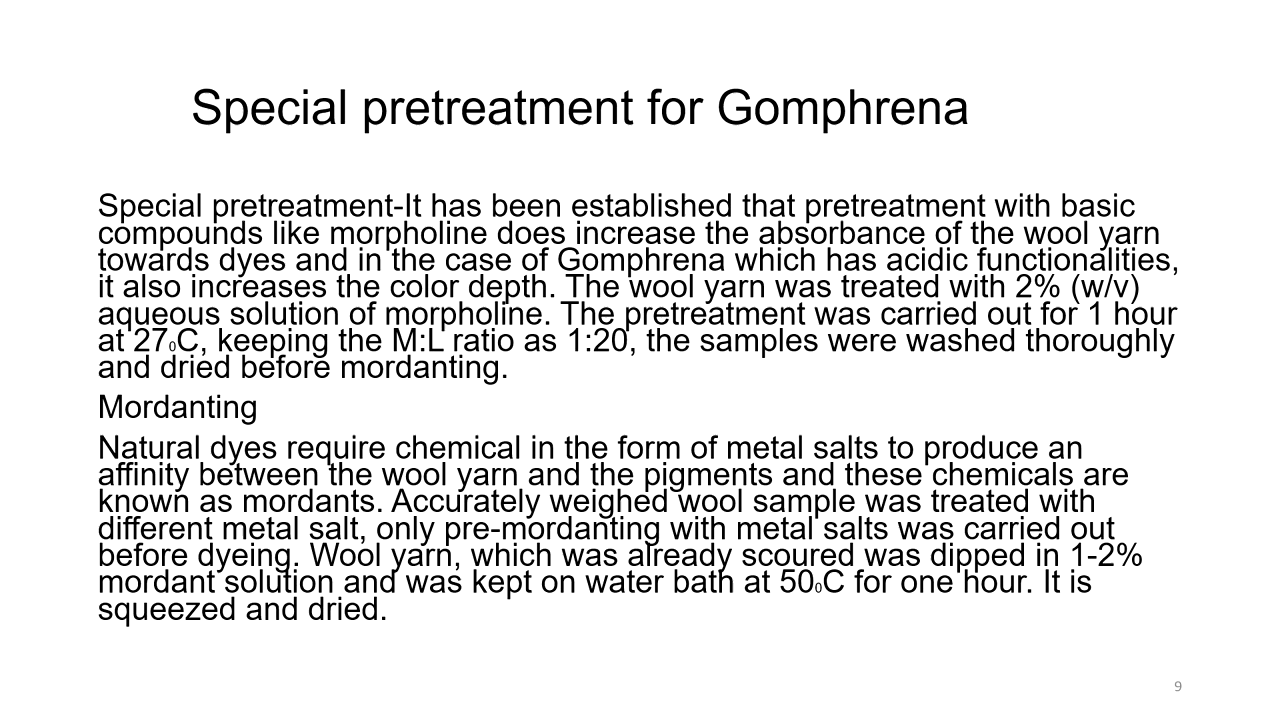 Special pretreatment for Gomphrena
Special pretreatment-It has been established that pretreatment with basic
compounds like morpholine does increase the absorbance of the wool yarn
towards dyes and in the case of Gomphrena which has acidic functionalities,
it also increases the color depth. The wool yarn was treated with 2% (w/v)
aqueous solution of morpholine. The pretreatment was carried out for 1 hour
at 27₀C, keeping the M:L ratio as 1:20, the samples were washed thoroughly
and dried before mordanting.
Mordanting
Natural dyes require chemical in the form of metal salts to produce an
affinity between the wool yarn and the pigments and these chemicals are
known as mordants. Accurately weighed wool sample was treated with
different metal salt, only pre-mordanting with metal salts was carried out
before dyeing. Wool yarn, which was already scoured was dipped in 1-2%
mordant solution and was kept on water bath at 50₀C for one hour. It is
squeezed and dried.
9